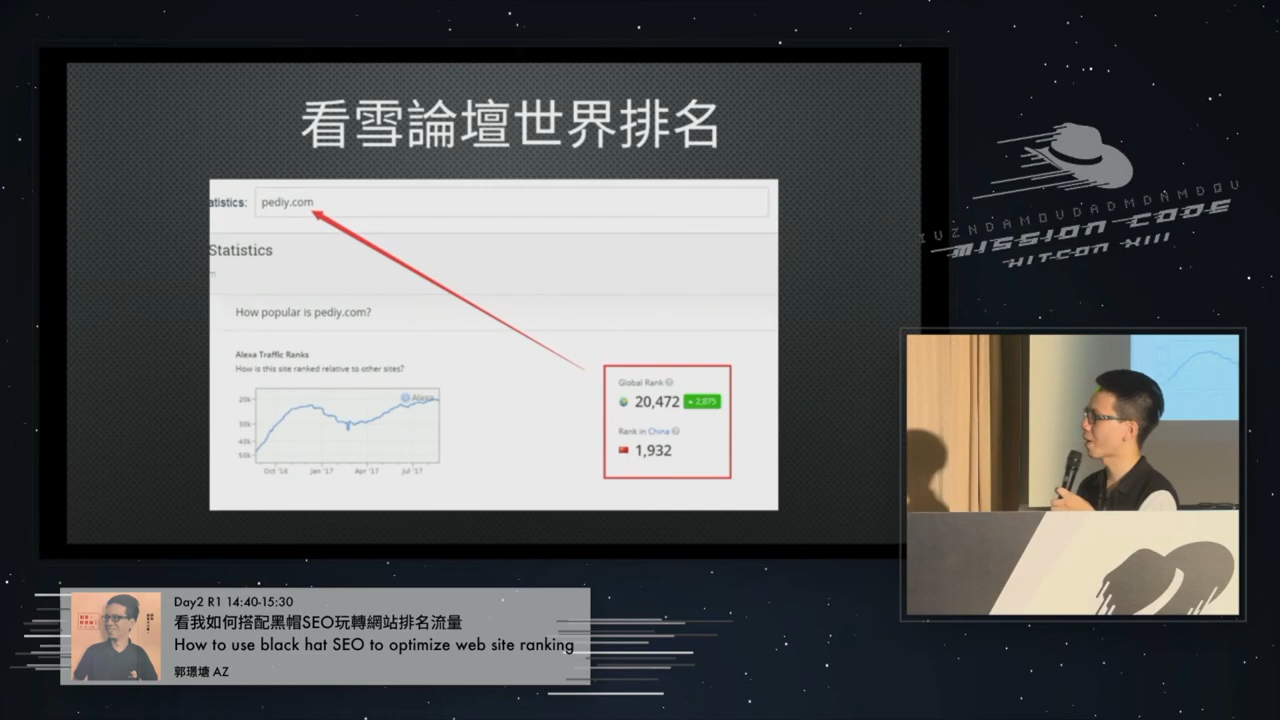 看雪論壇世界排名
atistics: pediy.com
Statistics
How popular is pediy.com?
Alexa Traffic Ranks
How is this site ranked relative to other sites?
Alexa
20k
30k
40k
50k
Oct '16 Jan '17 Apr '17 Jul '17
Global Rank
20,472 2,875
Rank in China
1,932
MISSION CODE
HITCON XIII
Day2 R1 14:40-15:30
看我如何搭配黑帽SEO玩轉網站排名流量
How to use black hat SEO to optimize web site ranking
郭璟塘 AZ